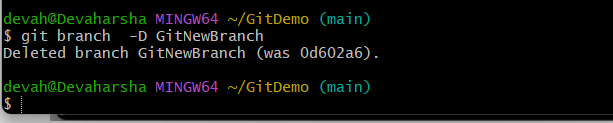 devah@Devaharsha MINGW64 ~/GitDemo (main)
$ git branch  -D GitNewBranch
Deleted branch GitNewBranch (was 0d602a6).
devah@Devaharsha MINGW64 ~/GitDemo (main)
$